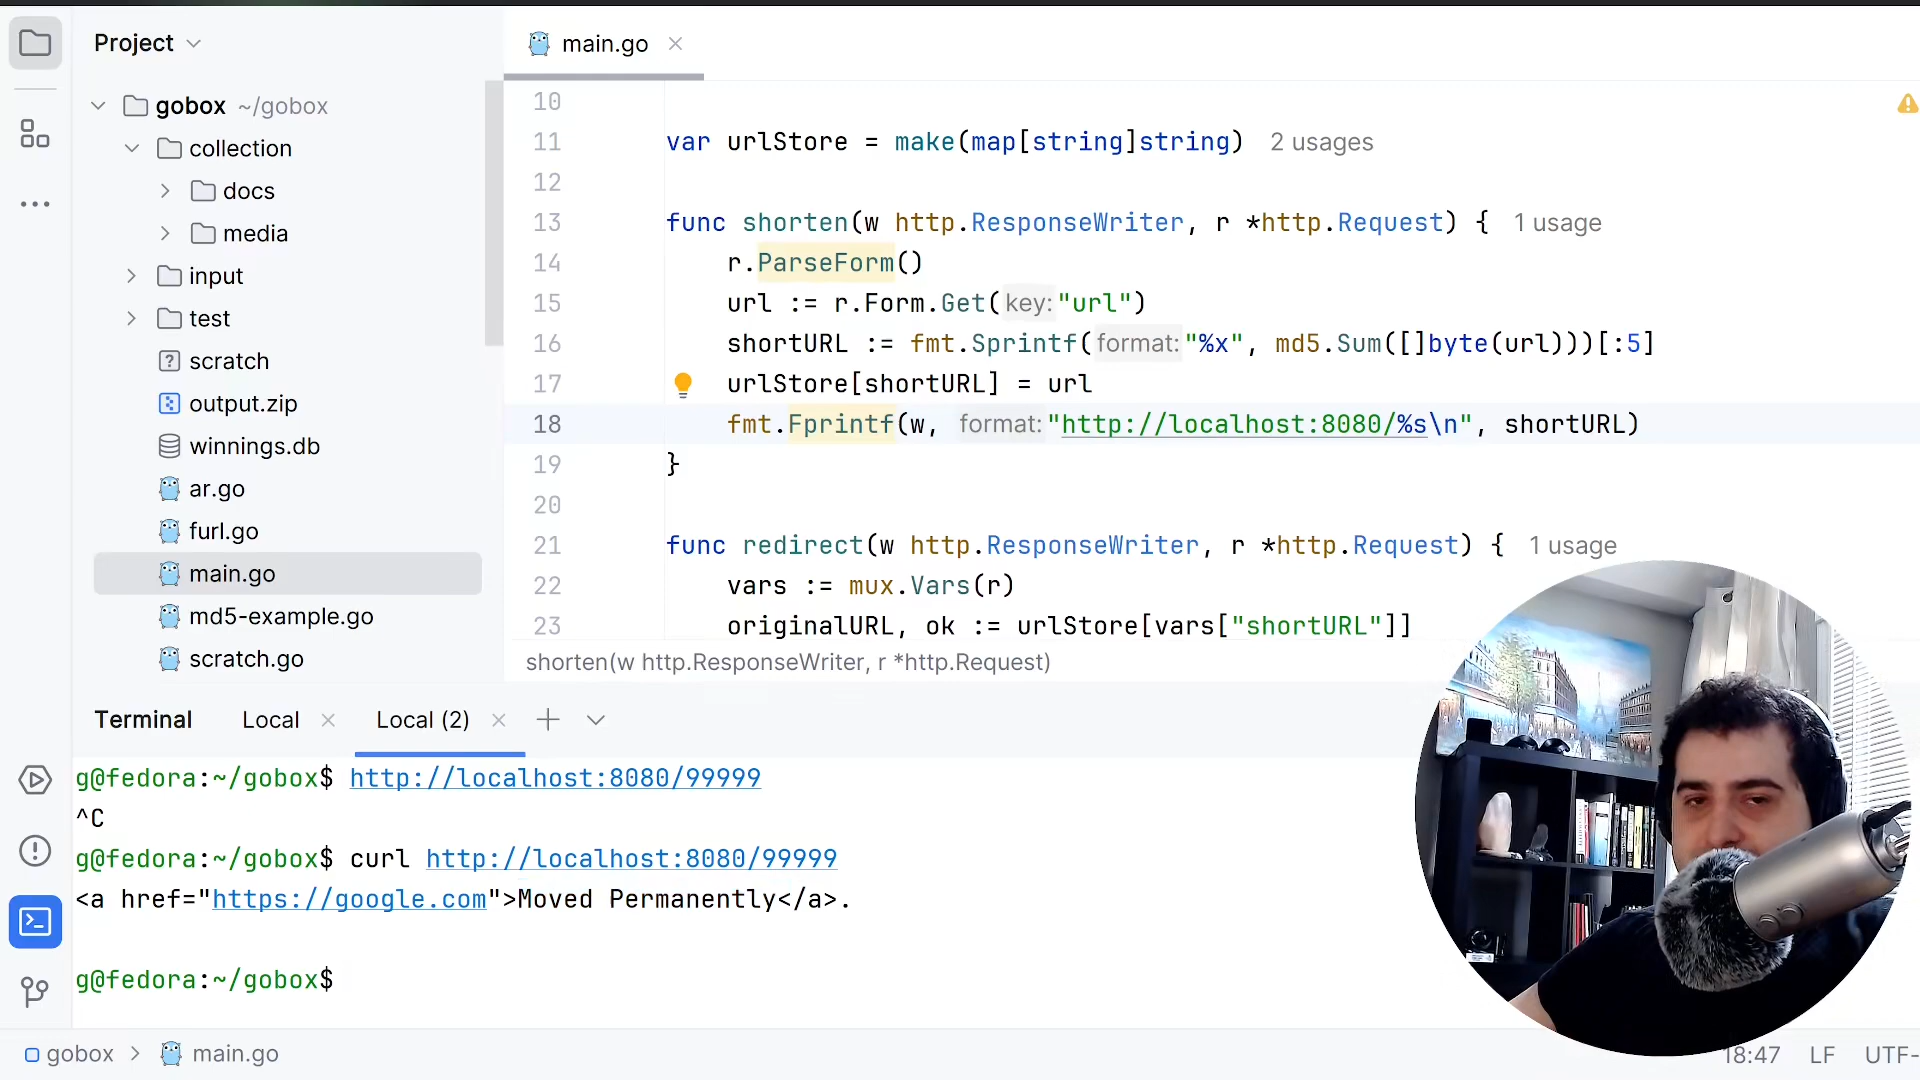 Project
main.go
gobox ~/gobox
collection
docs
media
input
test
scratch
output.zip
winnings.db
ar.go
furl.go
main.go
md5-example.go
scratch.go
10
11 var urlStore = make(map[string]string) 2 usages
12
13 func shorten(w http.ResponseWriter, r *http.Request) { 1 usage
14 r.ParseForm()
15 url := r.Form.Get(key:"url")
16 shortURL := fmt.Sprintf(format:"%x", md5.Sum([]byte(url)))[:5]
17 urlStore[shortURL] = url
18 fmt.Fprintf(w, format:"http://localhost:8080/%s\n", shortURL)
19 }
20
21 func redirect(w http.ResponseWriter, r *http.Request) { 1 usage
22 vars := mux.Vars(r)
23 originalURL, ok := urlStore[vars["shortURL"]]
shorten(w http.ResponseWriter, r *http.Request)
Terminal Local Local (2)
g@fedora:~/gobox$ http://localhost:8080/99999
^C
g@fedora:~/gobox$ curl http://localhost:8080/99999
<a href="https://google.com">Moved Permanently</a>.
g@fedora:~/gobox$
gobox > main.go
18:47 LF UTF-